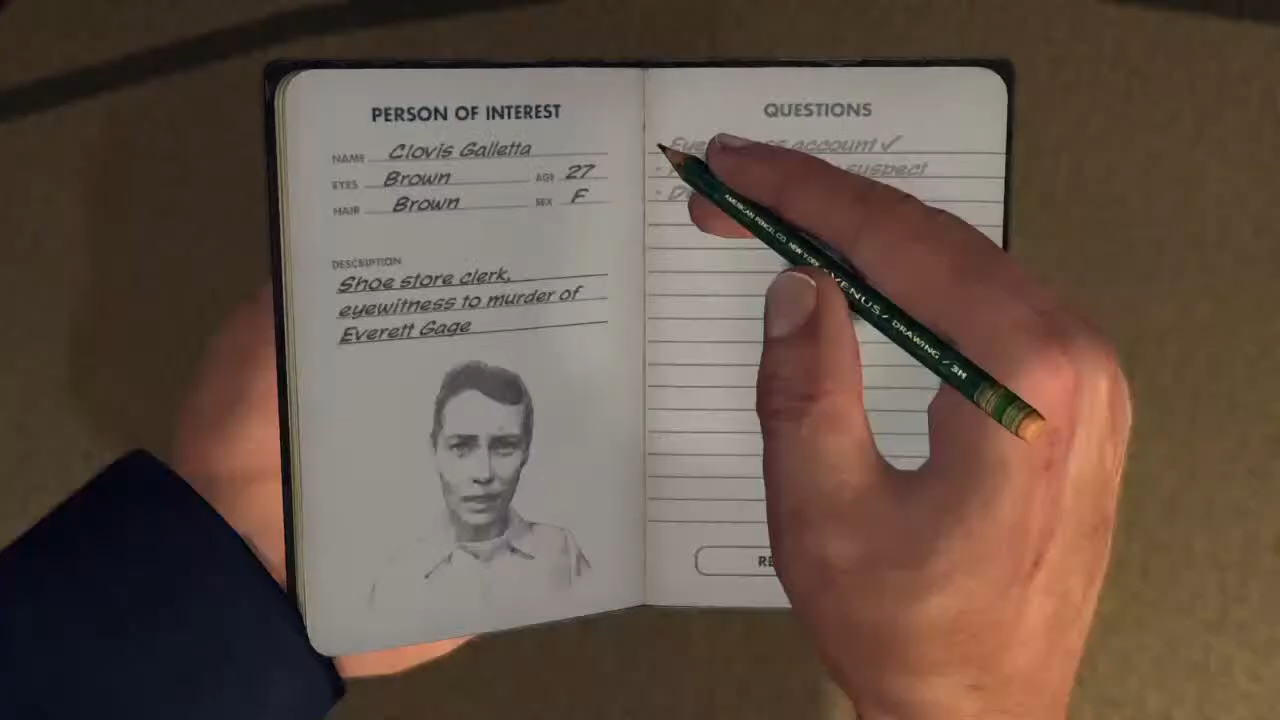 PERSON OF INTEREST
NAME Clovis Galletta
EYES Brown AGE 27
HAIR Brown SEX F
DESCRIPTION
Shoe store clerk,
eyewitness to murder of
Everett Gage
QUESTIONS
account ✓
suspect
AMERICAN PENCIL CO. NEW YORK VENUS / DRAWING / 3H